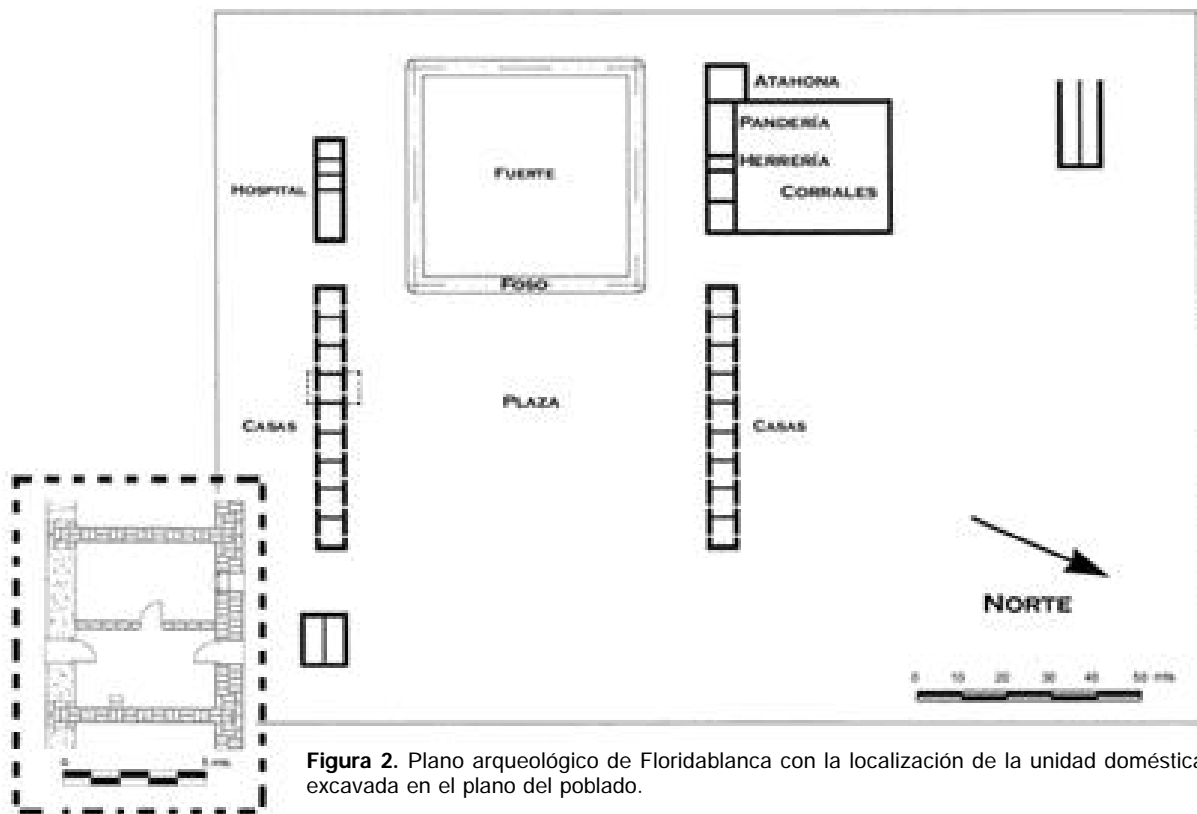 ATAHONA
PANDERÍA
HERRERÍA
CORRALES
FUERTE
HOSPITAL
FOSO
PLAZA
CASAS
CASAS
NORTE
0 10 20 30 40 50 mts
0 5 mts
Figura 2. Plano arqueológico de Floridablanca con la localización de la unidad doméstica
excavada en el plano del poblado.